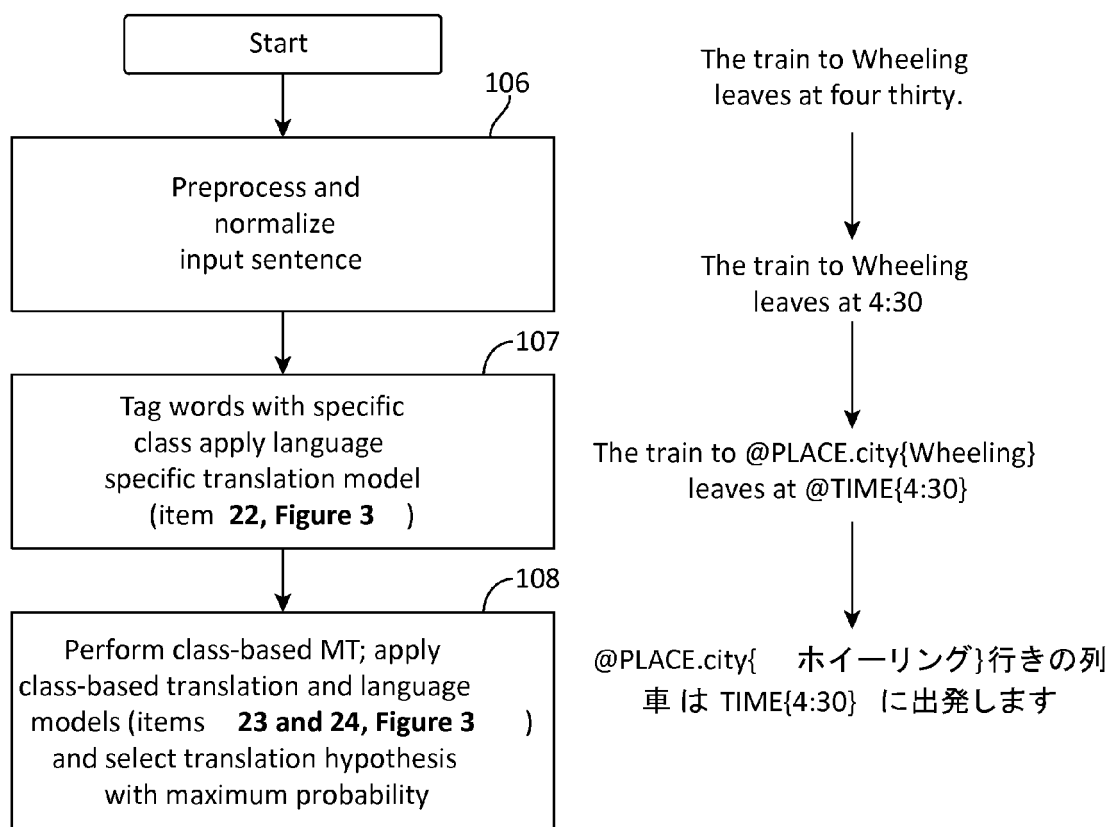 Start
106
Preprocess and
normalize
input sentence
107
Tag words with specific
class apply language
specific translation model
(item 22, Figure 3 )
108
Perform class-based MT; apply
class-based translation and language
models (items 23 and 24, Figure 3 )
and select translation hypothesis
with maximum probability
The train to Wheeling
leaves at four thirty.
The train to Wheeling
leaves at 4:30
The train to @PLACE.city{Wheeling}
leaves at @TIME{4:30}
@PLACE.city{ ホイーリング}行きの列
車 は TIME{4:30} に出発します